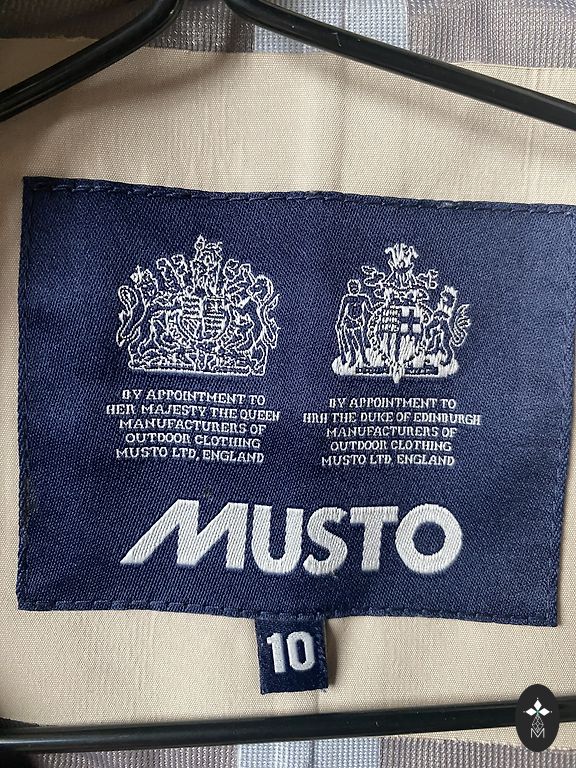 BY APPOINTMENT TO
HER MAJESTY THE QUEEN
MANUFACTURERS OF
OUTDOOR CLOTHING
MUSTO LTD, ENGLAND
BY APPOINTMENT TO
HRH THE DUKE OF EDINBURGH
MANUFACTURERS OF
OUTDOOR CLOTHING
MUSTO LTD, ENGLAND
MUSTO
10
M